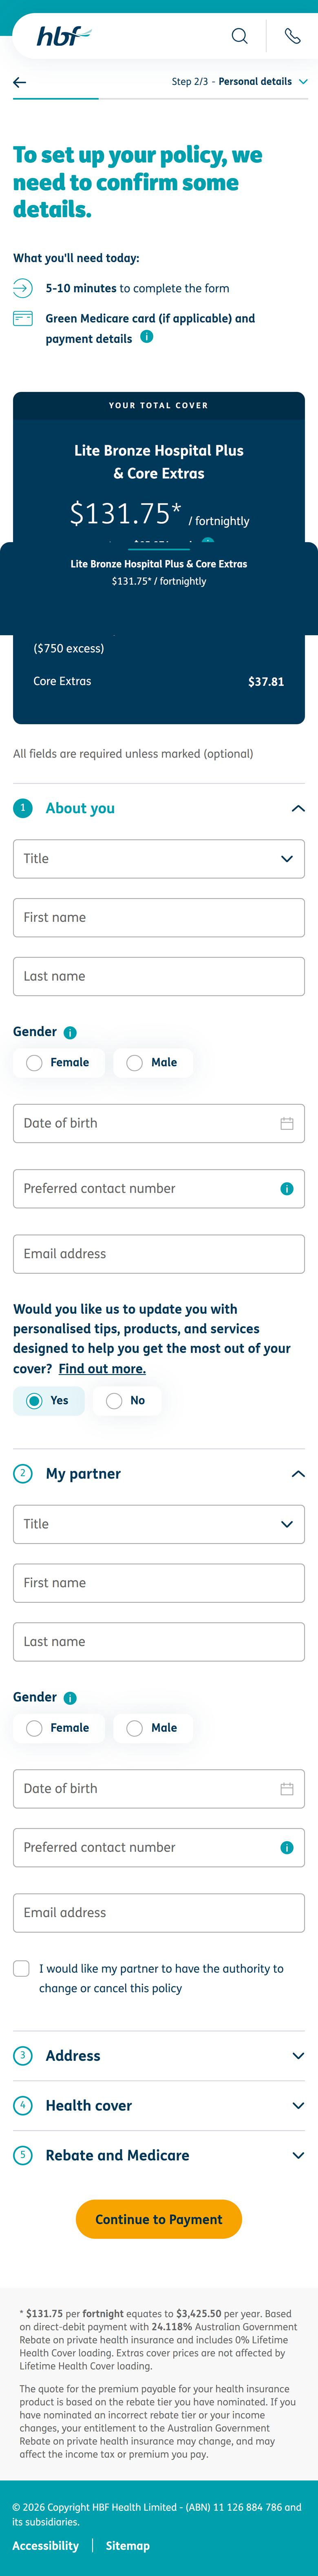 hbf
Step 2/3 - Personal details
To set up your policy, we
need to confirm some
details.
What you'll need today:
5-10 minutes to complete the form
Green Medicare card (if applicable) and
payment details
YOUR TOTAL COVER
Lite Bronze Hospital Plus
& Core Extras
$131.75* / fortnightly
Lite Bronze Hospital Plus & Core Extras
$131.75* / fortnightly
($750 excess)
Core Extras $37.81
All fields are required unless marked (optional)
1 About you
Title
First name
Last name
Gender
Female Male
Date of birth
Preferred contact number
Email address
Would you like us to update you with
personalised tips, products, and services
designed to help you get the most out of your
cover? Find out more.
Yes No
2 My partner
Title
First name
Last name
Gender
Female Male
Date of birth
Preferred contact number
Email address
I would like my partner to have the authority to
change or cancel this policy
3 Address
4 Health cover
5 Rebate and Medicare
Continue to Payment
* $131.75 per fortnight equates to $3,425.50 per year. Based
on direct-debit payment with 24.118% Australian Government
Rebate on private health insurance and includes 0% Lifetime
Health Cover loading. Extras cover prices are not affected by
Lifetime Health Cover loading.
The quote for the premium payable for your health insurance
product is based on the rebate tier you have nominated. If you
have nominated an incorrect rebate tier or your income
changes, your entitlement to the Australian Government
Rebate on private health insurance may change, and may
affect the income tax or premium you pay.
© 2026 Copyright HBF Health Limited - (ABN) 11 126 884 786 and
its subsidiaries.
Accessibility | Sitemap